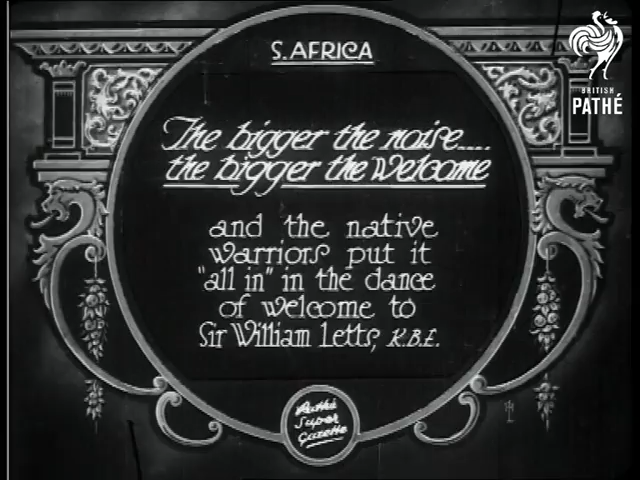 S. AFRICA
The bigger the noise....
the bigger the Welcome
and the native
warriors put it
"all in" in the dance
of welcome to
Sir William Letts, K.B.E.
Pathé
Super
Gazette
BRITISH
PATHÉ